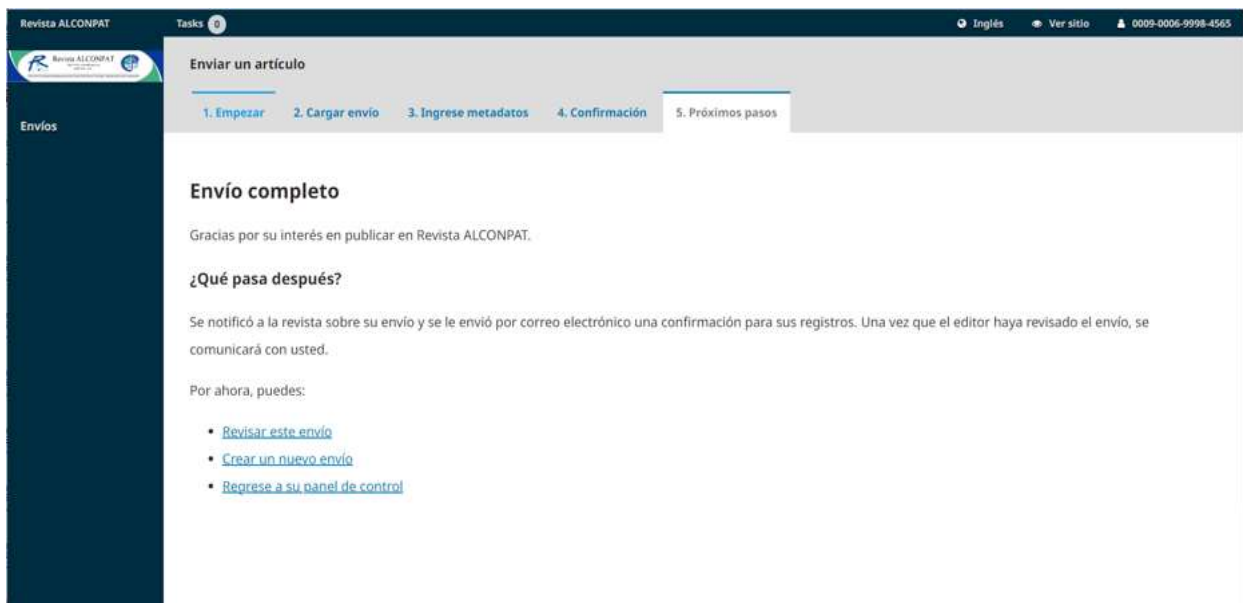 Revista ALCONPAT
Tasks 0
Inglés
Ver sitio
0009-0006-9998-4565
Revista ALCONPAT
Enviar un artículo
1. Empezar
2. Cargar envío
3. Ingrese metadatos
4. Confirmación
5. Próximos pasos
Envíos
Envío completo
Gracias por su interés en publicar en Revista ALCONPAT.
¿Qué pasa después?
Se notificó a la revista sobre su envío y se le envió por correo electrónico una confirmación para sus registros. Una vez que el editor haya revisado el envío, se
comunicará con usted.
Por ahora, puedes:
Revisar este envío
Crear un nuevo envío
Regrese a su panel de control